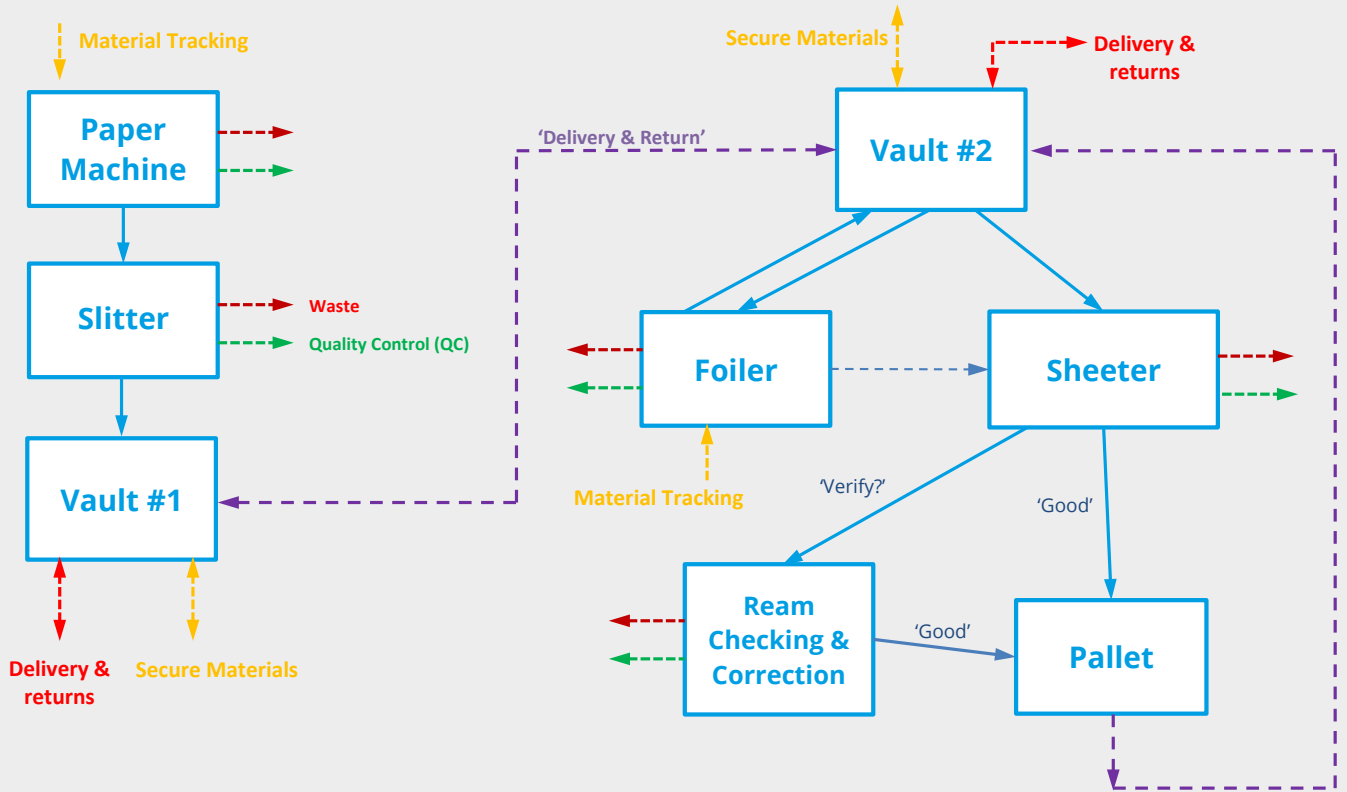 Material Tracking
Paper
Machine
Slitter
Waste
Quality Control (QC)
Vault #1
Delivery &
returns
Secure Materials
‘Delivery & Return’
Secure Materials
Delivery &
returns
Vault #2
Foiler
Sheeter
Material Tracking
‘Verify?’
‘Good’
Ream
Checking &
Correction
‘Good’
Pallet